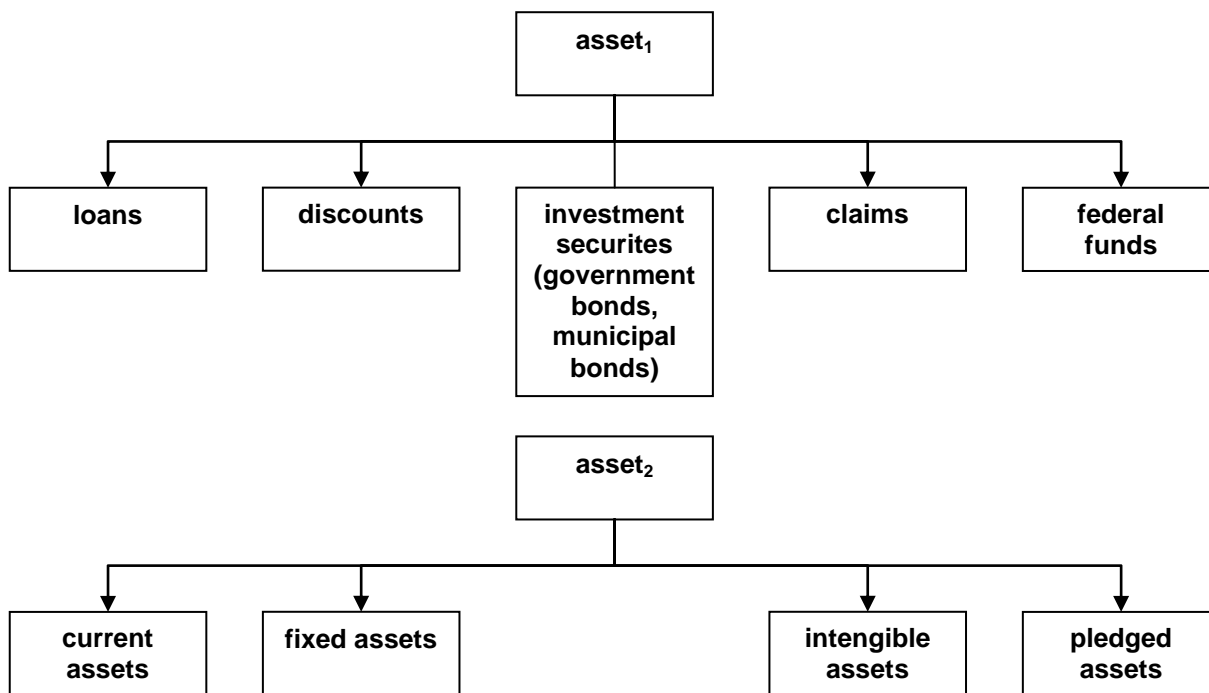 asset₁
loans
discounts
investment
securites
(government
bonds,
municipal
bonds)
claims
federal
funds
asset₂
current
assets
fixed assets
intengible
assets
pledged
assets